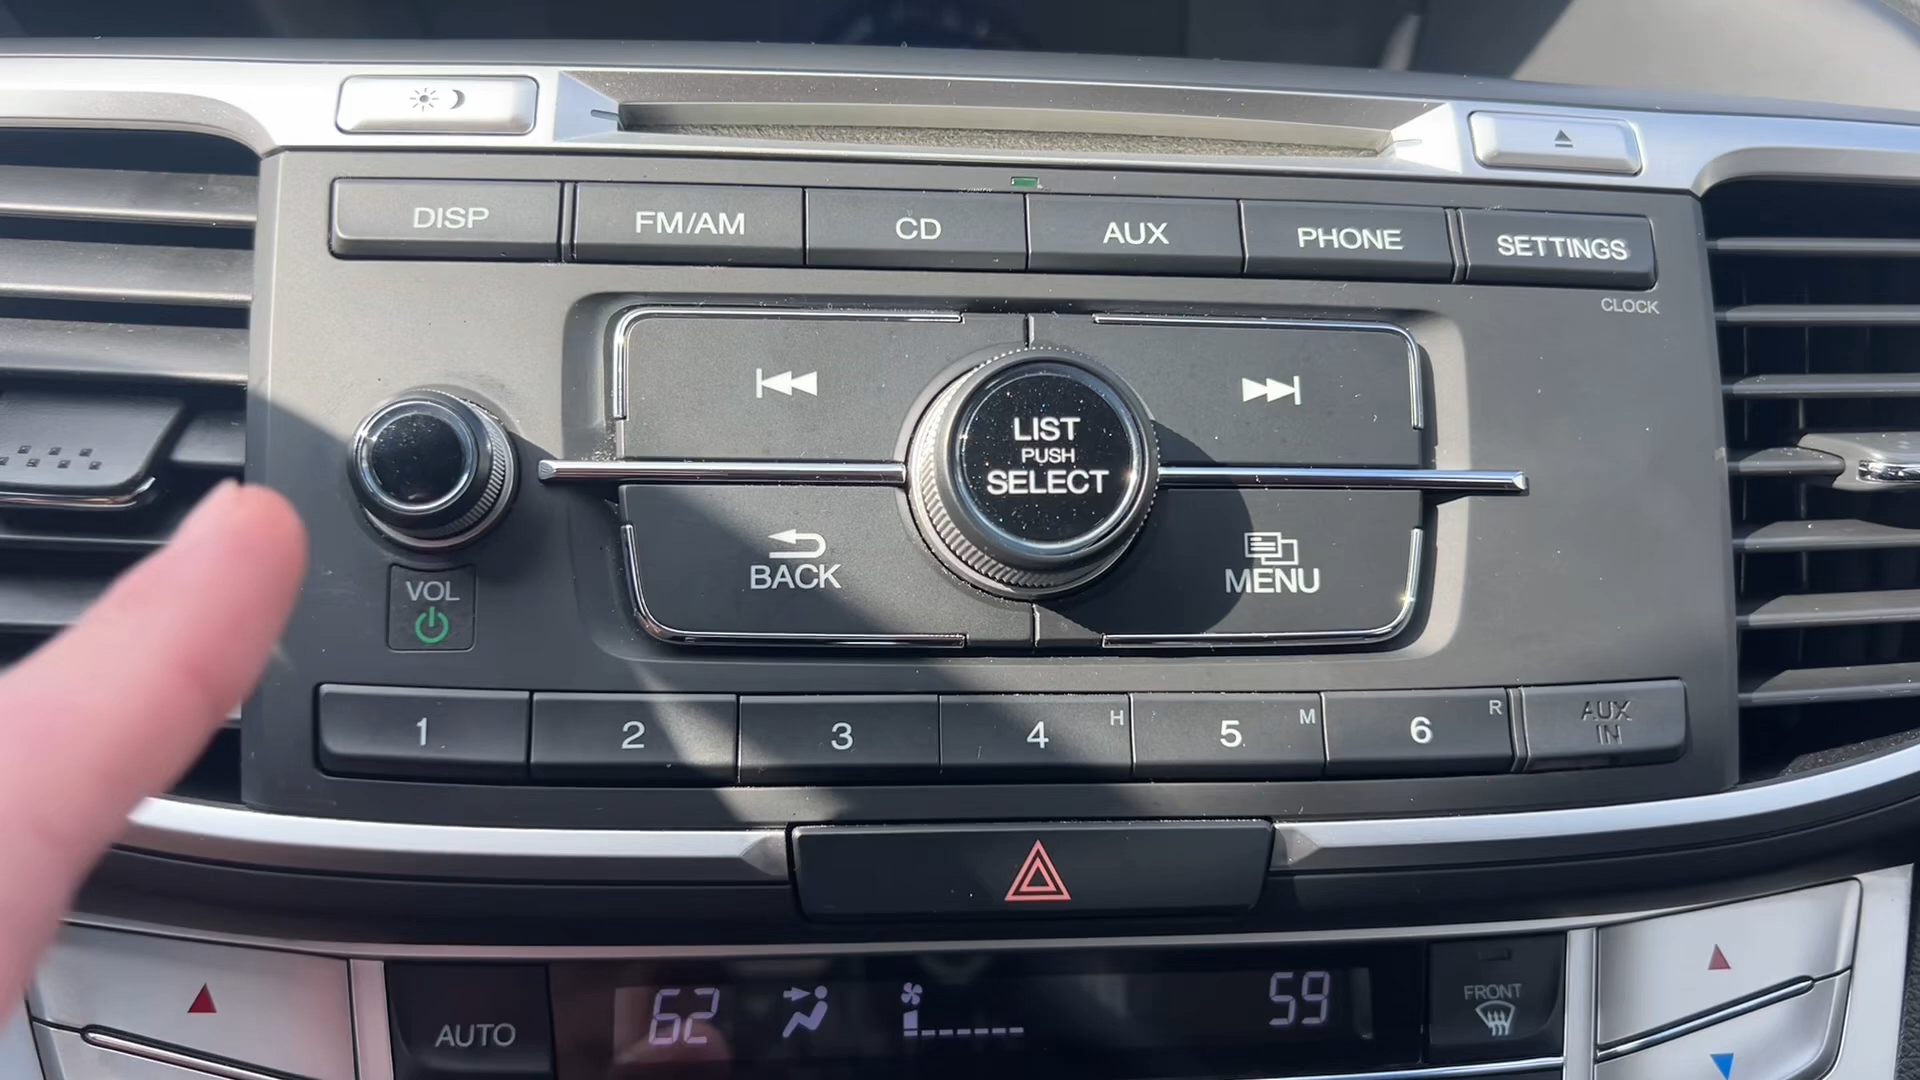 DISP
FM/AM
CD
AUX
PHONE
SETTINGS
CLOCK
LIST
PUSH
SELECT
BACK
MENU
VOL
1
2
3
4 H
5 M
6 R
AUX
IN
AUTO
62
59
FRONT